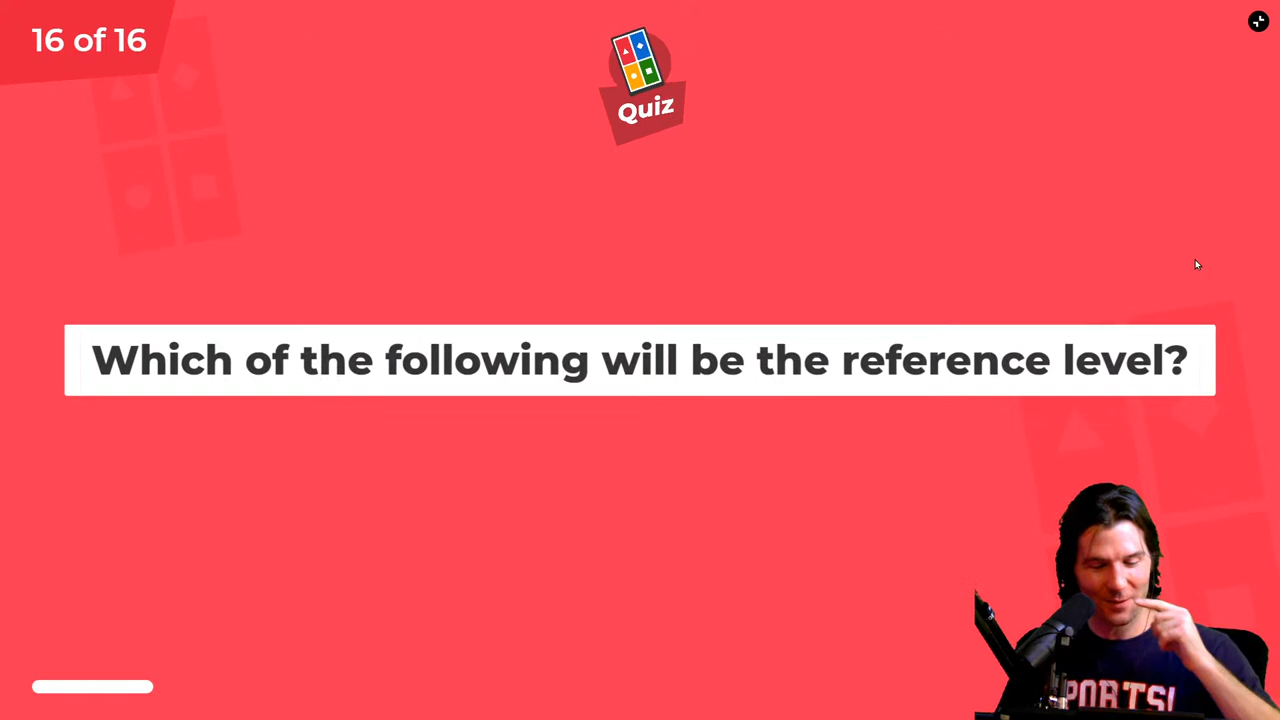 16 of 16
Quiz
Which of the following will be the reference level?
PORTS!